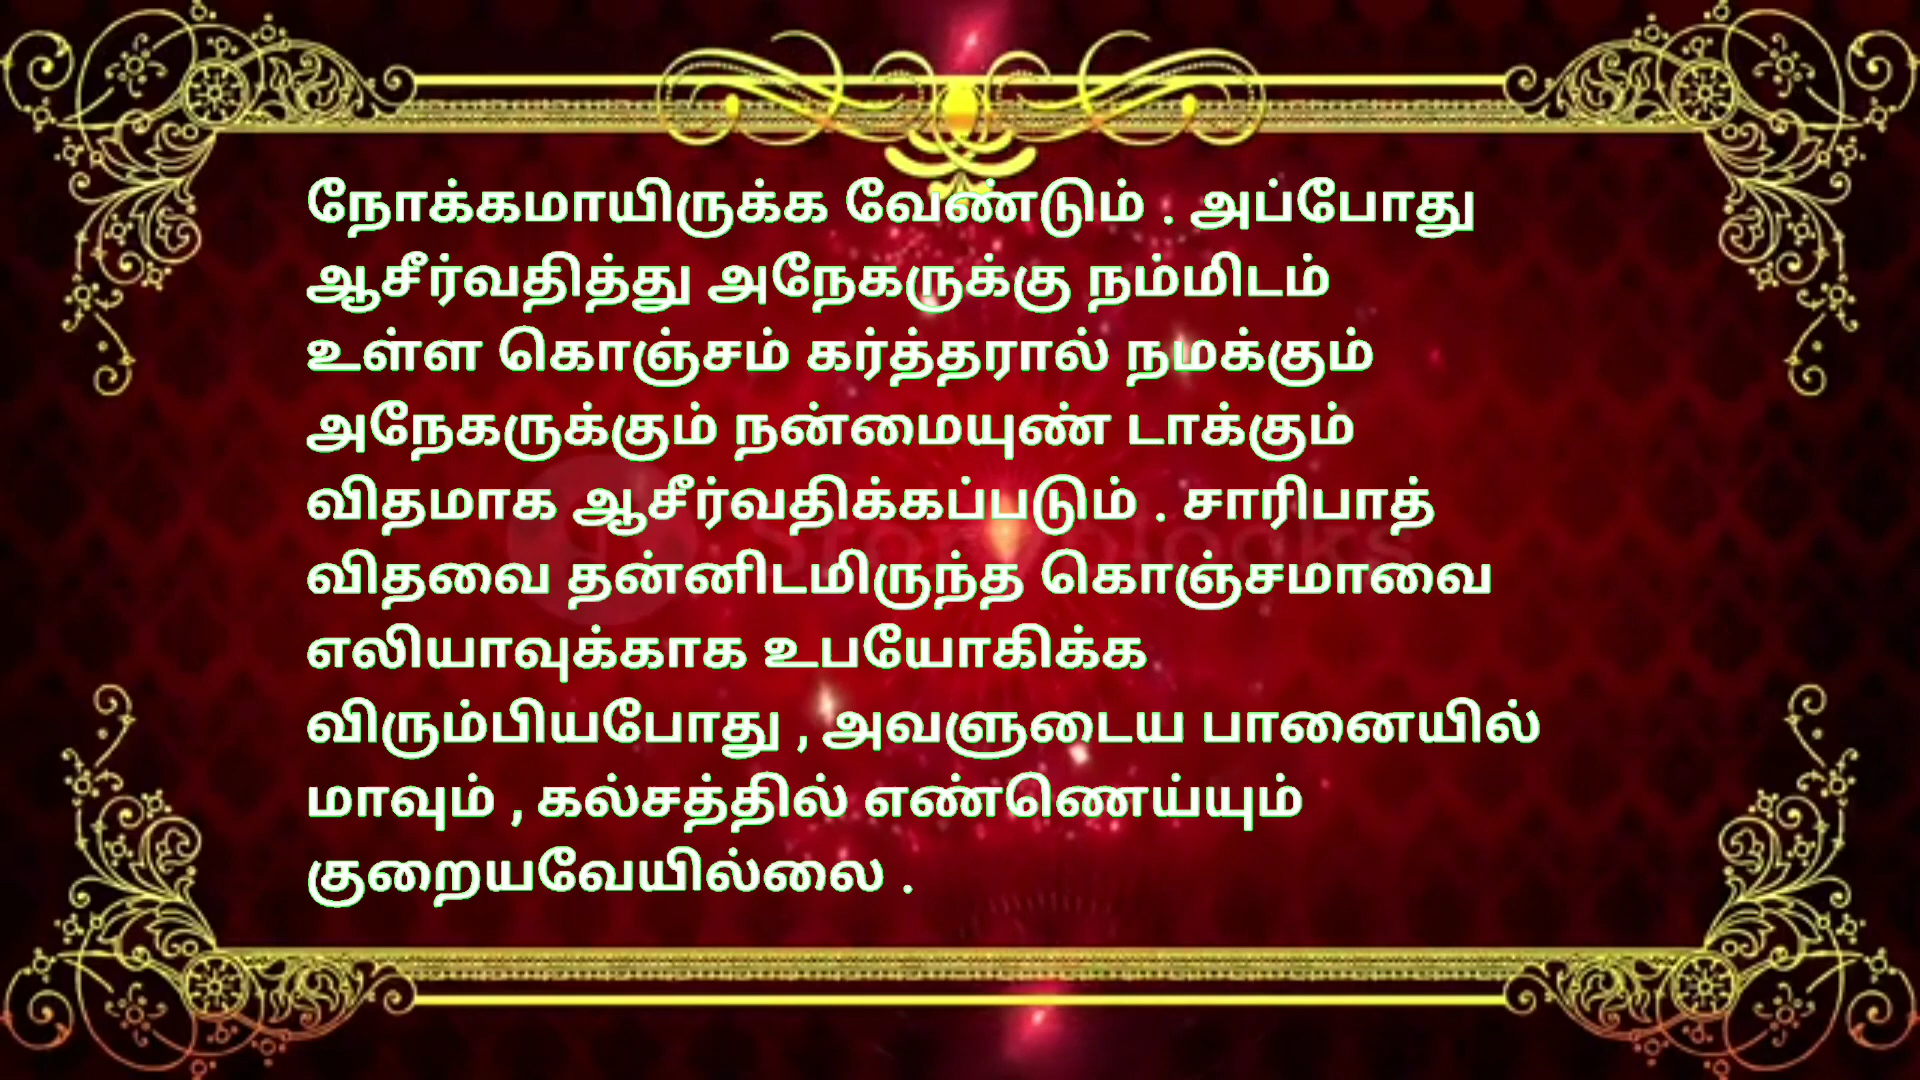 நோக்கமாயிருக்க வேண்டும் . அப்போது
ஆசீர்வதித்து அநேகருக்கு நம்மிடம்
உள்ள கொஞ்சம் கர்த்தரால் நமக்கும்
அநேகருக்கும் நன்மையுண் டாக்கும்
விதமாக ஆசீர்வதிக்கப்படும் . சாரிபாத்
விதவை தன்னிடமிருந்த கொஞ்சமாவை
எலியாவுக்காக உபயோகிக்க
விரும்பியபோது , அவளுடைய பானையில்
மாவும் , கல்சத்தில் எண்ணெய்யும்
குறையவேயில்லை .